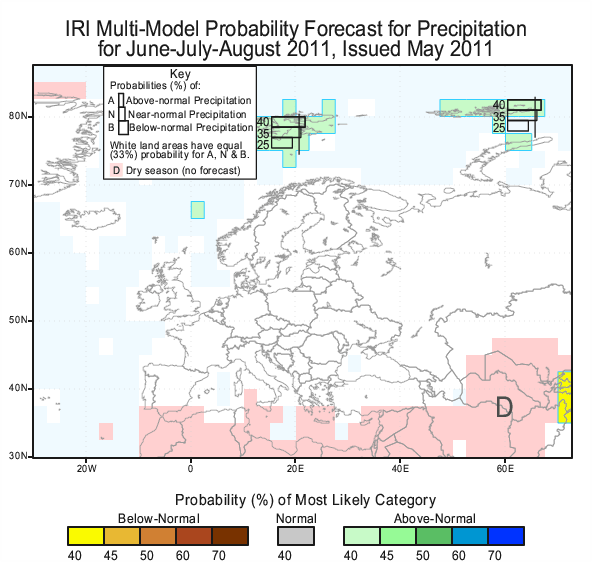 IRI Multi-Model Probability Forecast for Precipitation
for June-July-August 2011, Issued May 2011
Key
Probabilities (%) of:
A Above-normal Precipitation
N Near-normal Precipitation
B Below-normal Precipitation
White land areas have equal
(33%) probability for A, N & B.
D Dry season (no forecast)
40
35
25
40
35
25
80N
70N
60N
50N
40N
30N
D
20W 0 20E 40E 60E
Probability (%) of Most Likely Category
Below-Normal Normal Above-Normal
40 45 50 60 70 40 40 45 50 60 70